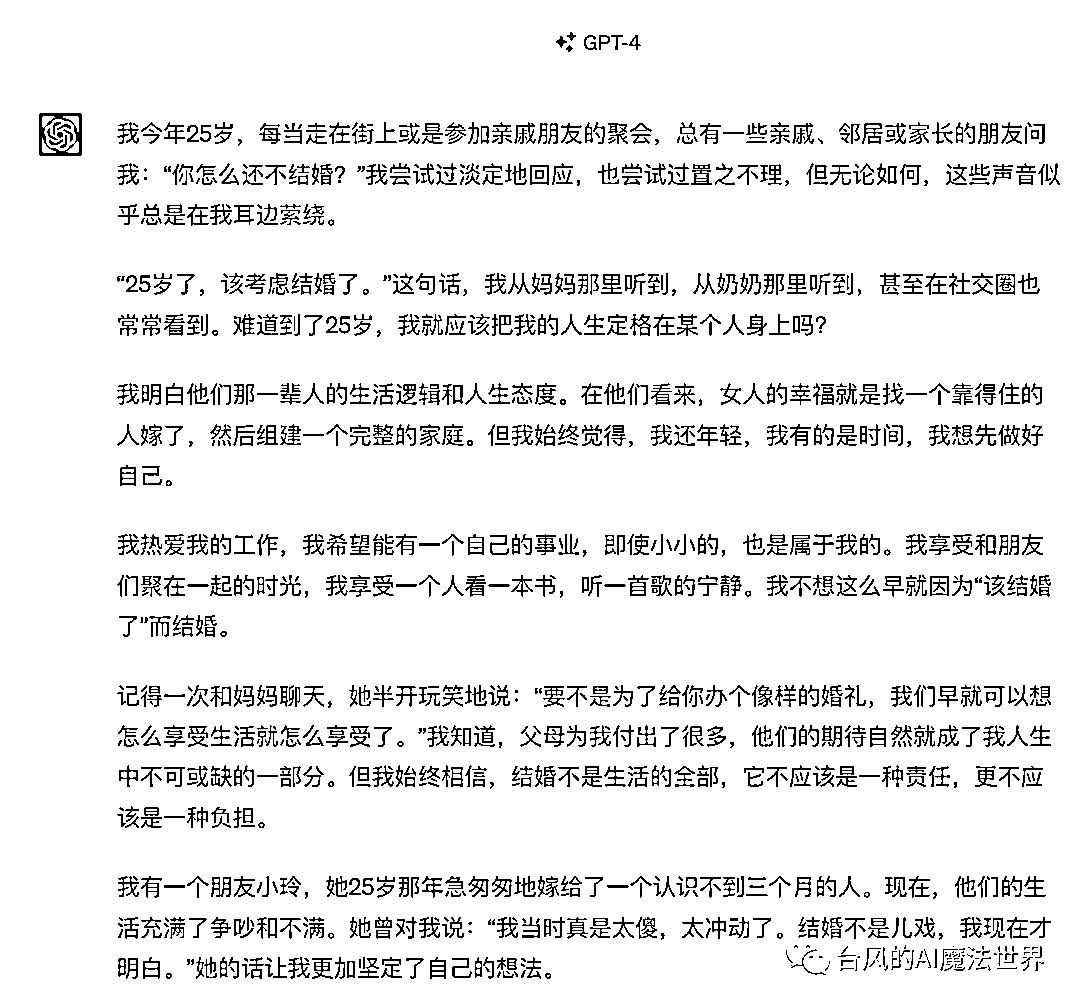 GPT-4
我今年25岁，每当走在街上或是参加亲戚朋友的聚会，总有一些亲戚、邻居或家长的朋友问
我：“你怎么还不结婚？”我尝试过淡定地回应，也尝试过置之不理，但无论如何，这些声音似
乎总是在我耳边萦绕。
“25岁了，该考虑结婚了。”这句话，我从妈妈那里听到，从奶奶那里听到，甚至在社交圈也
常常看到。难道到了25岁，我就应该把我的人生定格在某个人身上吗？
我明白他们那一辈人的生活逻辑和人生态度。在他们看来，女人的幸福就是找一个靠得住的
人嫁了，然后组建一个完整的家庭。但我始终觉得，我还年轻，我有的是时间，我想先做好
自己。
我热爱我的工作，我希望能有一个自己的事业，即使小小的，也是属于我的。我享受和朋友
们聚在一起的时光，我享受一个人看一本书，听一首歌的宁静。我不想这么早就因为“该结婚
了”而结婚。
记得一次和妈妈聊天，她半开玩笑地说：“要不是为了给你办个像样的婚礼，我们早就可以想
怎么享受生活就怎么享受了。”我知道，父母为我付出了很多，他们的期待自然就成了我人生
中不可或缺的一部分。但我始终相信，结婚不是生活的全部，它不应该是一种责任，更不应
该是一种负担。
我有一个朋友小玲，她25岁那年急匆匆地嫁给了一个认识不到三个月的人。现在，他们的生
活充满了争吵和不满。她曾对我说：“我当时真是太傻，太冲动了。结婚不是儿戏，我现在才
明白。”她的话让我更加坚定了自己的想法。
台风的AI魔法世界